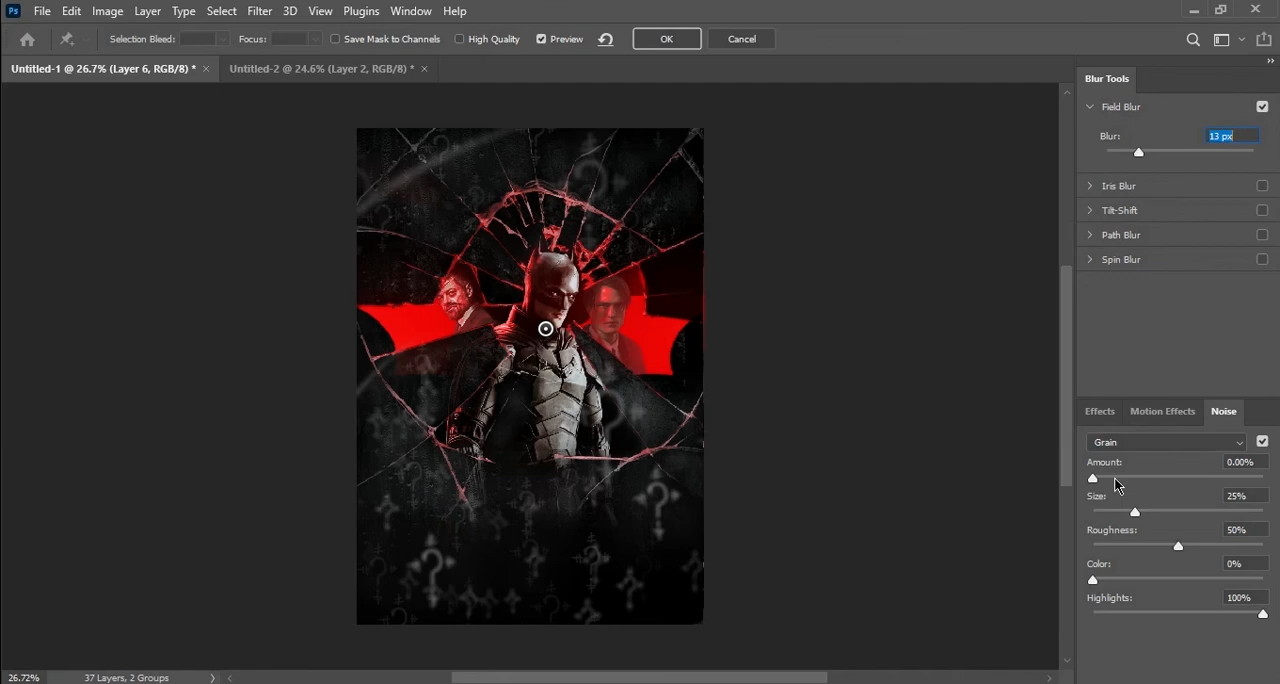 Ps File Edit Image Layer Type Select Filter 3D View Plugins Window Help
Selection Bleed: Focus: Save Mask to Channels High Quality Preview OK Cancel
Untitled-1 @ 26.7% (Layer 6, RGB/8) * × Untitled-2 @ 24.6% (Layer 2, RGB/8) * ×
Blur Tools
Field Blur
Blur: 13 px
Iris Blur
Tilt-Shift
Path Blur
Spin Blur
Effects Motion Effects Noise
Grain
Amount: 0.00%
Size: 25%
Roughness: 50%
Color: 0%
Highlights: 100%
26.72% 37 Layers, 2 Groups